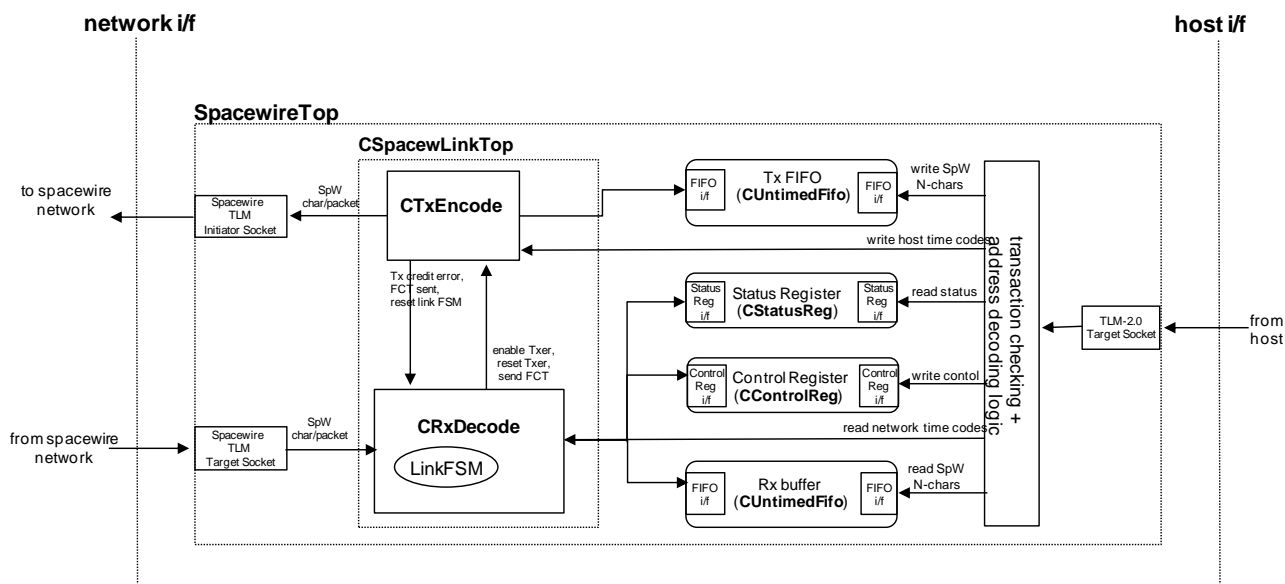 network i/f
host i/f
SpacewireTop
CSpacewLinkTop
to spacewire
network
Spacewire
TLM
Initiator Socket
SpW
char/packet
CTxEncode
FIFO
i/f
Tx FIFO
(CUntimedFifo)
FIFO
i/f
write SpW
N-chars
write host time codes
Tx credit error,
FCT sent,
reset link FSM
Status
Reg
i/f
Status Register
(CStatusReg)
Status
Reg
i/f
read status
transaction checking +
address decoding logic
TLM-2.0
Target Socket
from
host
enable Txer,
reset Txer,
send FCT
Control
Reg
i/f
Control Register
(CControlReg)
Control
Reg
i/f
write contol
read network time codes
from spacewire
network
Spacewire
TLM
Target Socket
SpW
char/packet
CRxDecode
LinkFSM
FIFO
i/f
Rx buffer
(CUntimedFifo)
FIFO
i/f
read SpW
N-chars